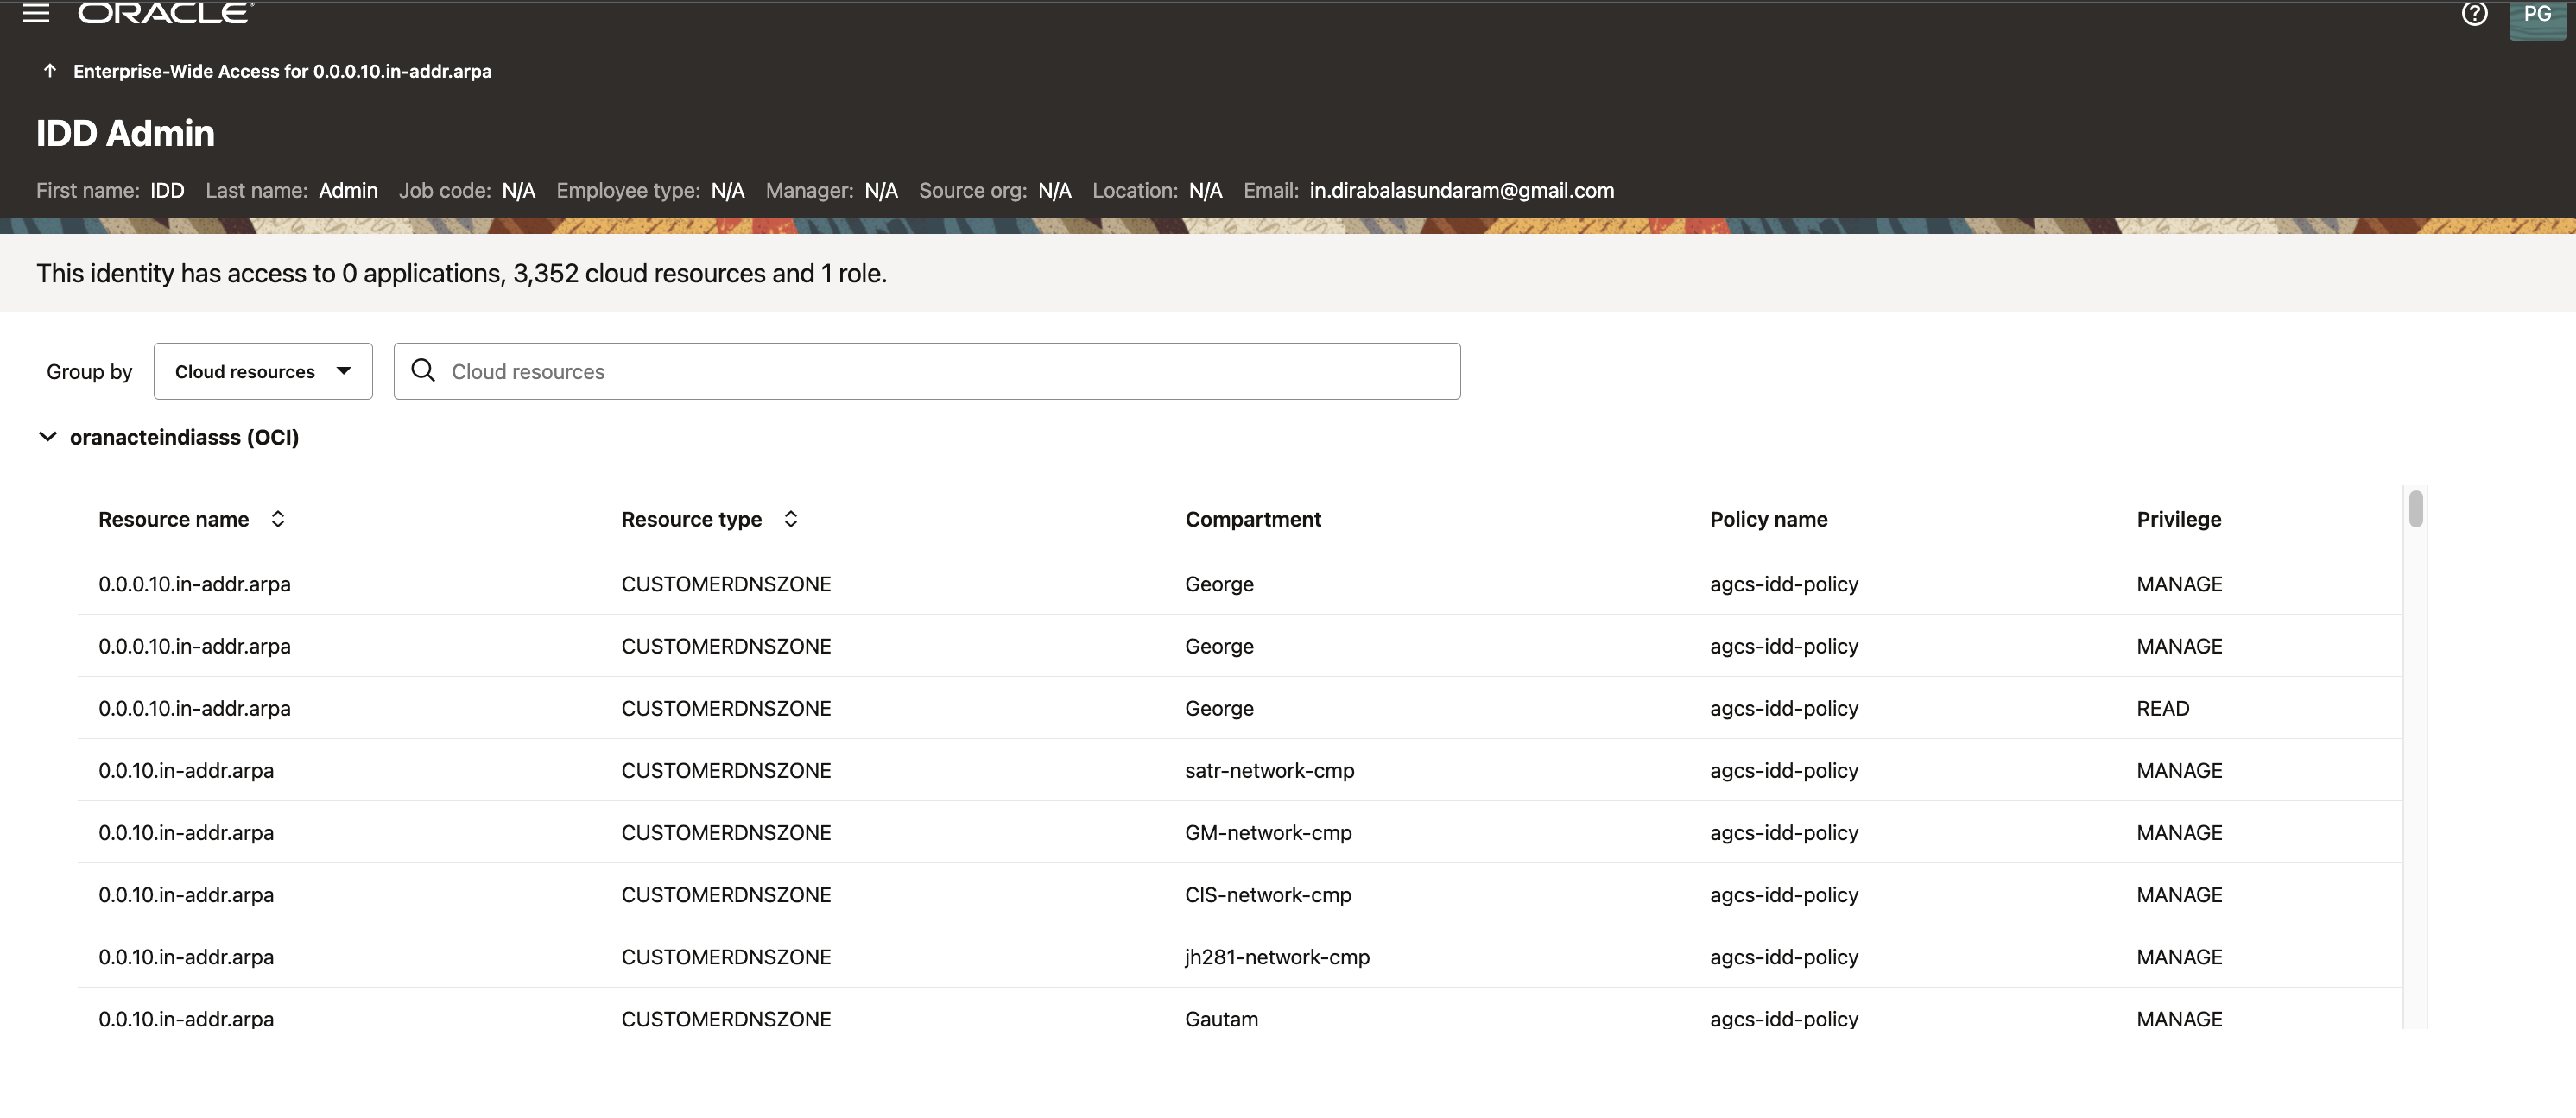 ORACLE
PG
Enterprise-Wide Access for 0.0.0.10.in-addr.arpa
IDD Admin
First name: IDD Last name: Admin Job code: N/A Employee type: N/A Manager: N/A Source org: N/A Location: N/A Email: in.dirabalasundaram@gmail.com
This identity has access to 0 applications, 3,352 cloud resources and 1 role.
Group by Cloud resources Cloud resources
oranacteindiasss (OCI)
Resource name Resource type Compartment Policy name Privilege
0.0.0.10.in-addr.arpa CUSTOMERDNSZONE George agcs-idd-policy MANAGE
0.0.0.10.in-addr.arpa CUSTOMERDNSZONE George agcs-idd-policy MANAGE
0.0.0.10.in-addr.arpa CUSTOMERDNSZONE George agcs-idd-policy READ
0.0.10.in-addr.arpa CUSTOMERDNSZONE satr-network-cmp agcs-idd-policy MANAGE
0.0.10.in-addr.arpa CUSTOMERDNSZONE GM-network-cmp agcs-idd-policy MANAGE
0.0.10.in-addr.arpa CUSTOMERDNSZONE CIS-network-cmp agcs-idd-policy MANAGE
0.0.10.in-addr.arpa CUSTOMERDNSZONE jh281-network-cmp agcs-idd-policy MANAGE
0.0.10.in-addr.arpa CUSTOMERDNSZONE Gautam agcs-idd-policy MANAGE